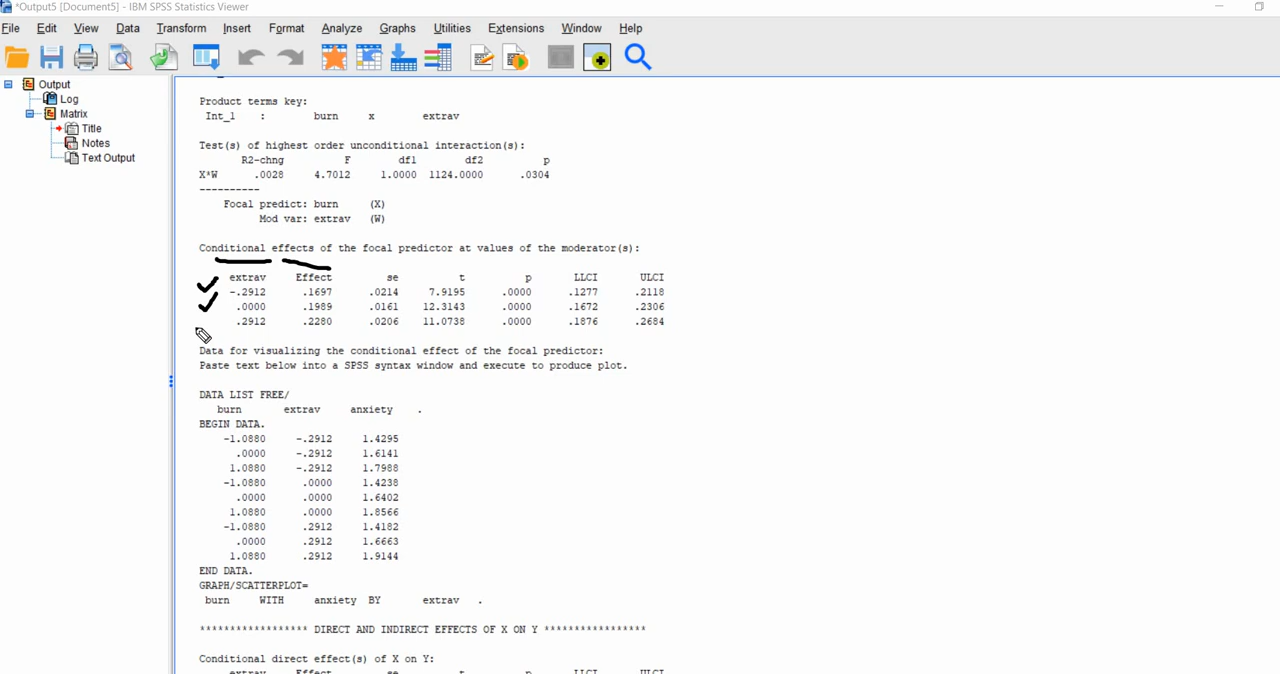 *Output5 [Document5] - IBM SPSS Statistics Viewer
File Edit View Data Transform Insert Format Analyze Graphs Utilities Extensions Window Help
Output
Log
Matrix
Title
Notes
Text Output
Product terms key:
Int_1 : burn x extrav
Test(s) of highest order unconditional interaction(s):
R2-chng F df1 df2 p
X*W .0028 4.7012 1.0000 1124.0000 .0304
----------
Focal predict: burn (X)
Mod var: extrav (W)
Conditional effects of the focal predictor at values of the moderator(s):
extrav Effect se t p LLCI ULCI
-.2912 .1697 .0214 7.9195 .0000 .1277 .2118
.0000 .1989 .0161 12.3143 .0000 .1672 .2306
.2912 .2280 .0206 11.0738 .0000 .1876 .2684
Data for visualizing the conditional effect of the focal predictor:
Paste text below into a SPSS syntax window and execute to produce plot.
DATA LIST FREE/
burn extrav anxiety .
BEGIN DATA.
-1.0880 -.2912 1.4295
.0000 -.2912 1.6141
1.0880 -.2912 1.7988
-1.0880 .0000 1.4238
.0000 .0000 1.6402
1.0880 .0000 1.8566
-1.0880 .2912 1.4182
.0000 .2912 1.6663
1.0880 .2912 1.9144
END DATA.
GRAPH/SCATTERPLOT=
burn WITH anxiety BY extrav .
****************** DIRECT AND INDIRECT EFFECTS OF X ON Y *****************
Conditional direct effect(s) of X on Y:
extrav Effect se t p LLCI ULCI